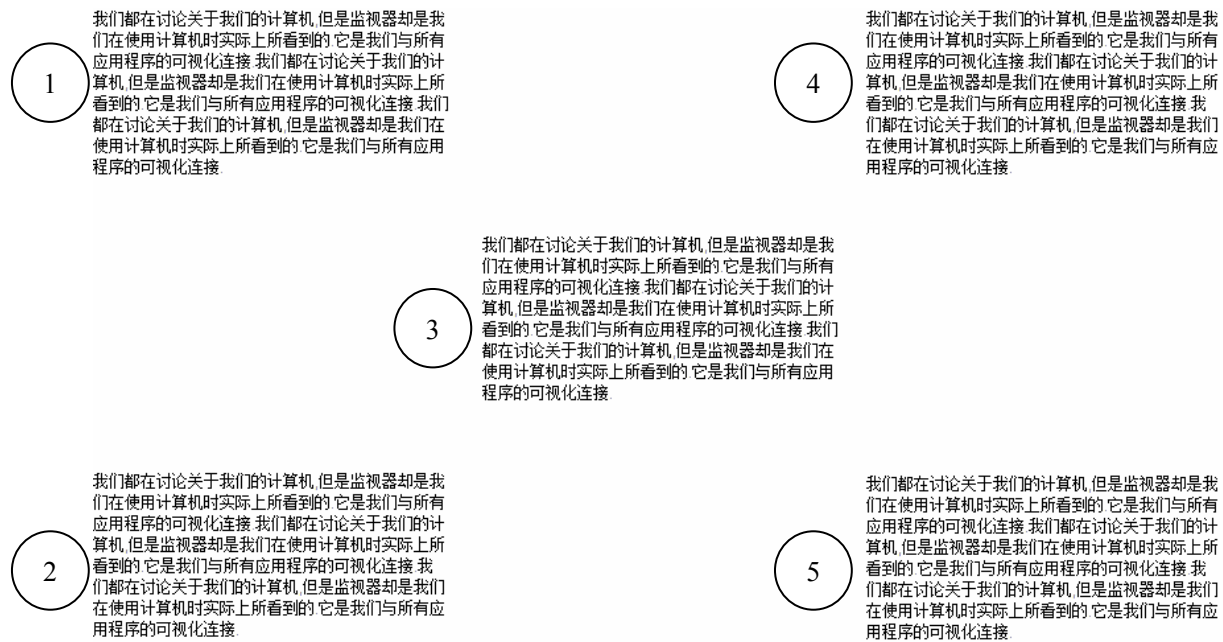 1
我们都在讨论关于我们的计算机,但是监视器却是我
们在使用计算机时实际上所看到的.它是我们与所有
应用程序的可视化连接.我们都在讨论关于我们的计
算机,但是监视器却是我们在使用计算机时实际上所
看到的.它是我们与所有应用程序的可视化连接.我们
都在讨论关于我们的计算机,但是监视器却是我们在
使用计算机时实际上所看到的.它是我们与所有应用
程序的可视化连接.
4
我们都在讨论关于我们的计算机,但是监视器却是我
们在使用计算机时实际上所看到的.它是我们与所有
应用程序的可视化连接.我们都在讨论关于我们的计
算机,但是监视器却是我们在使用计算机时实际上所
看到的.它是我们与所有应用程序的可视化连接.我
们都在讨论关于我们的计算机,但是监视器却是我们
在使用计算机时实际上所看到的.它是我们与所有应
用程序的可视化连接.
3
我们都在讨论关于我们的计算机,但是监视器却是我
们在使用计算机时实际上所看到的.它是我们与所有
应用程序的可视化连接.我们都在讨论关于我们的计
算机,但是监视器却是我们在使用计算机时实际上所
看到的.它是我们与所有应用程序的可视化连接.我们
都在讨论关于我们的计算机,但是监视器却是我们在
使用计算机时实际上所看到的.它是我们与所有应用
程序的可视化连接.
2
我们都在讨论关于我们的计算机,但是监视器却是我
们在使用计算机时实际上所看到的.它是我们与所有
应用程序的可视化连接.我们都在讨论关于我们的计
算机,但是监视器却是我们在使用计算机时实际上所
看到的.它是我们与所有应用程序的可视化连接.我
们都在讨论关于我们的计算机,但是监视器却是我们
在使用计算机时实际上所看到的.它是我们与所有应
用程序的可视化连接.
5
我们都在讨论关于我们的计算机,但是监视器却是我
们在使用计算机时实际上所看到的.它是我们与所有
应用程序的可视化连接.我们都在讨论关于我们的计
算机,但是监视器却是我们在使用计算机时实际上所
看到的.它是我们与所有应用程序的可视化连接.我
们都在讨论关于我们的计算机,但是监视器却是我们
在使用计算机时实际上所看到的.它是我们与所有应
用程序的可视化连接.